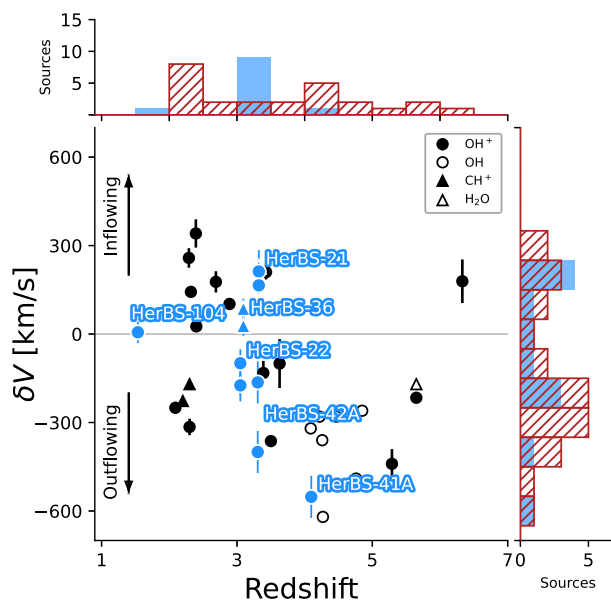 15
10
5
Sources
600
300
0
−300
−600
δV [km/s]
Inflowing
Outflowing
OH⁺
OH
CH⁺
H₂O
HerBS-21
HerBS-36
HerBS-104
HerBS-22
HerBS-42A
HerBS-41A
1
3
5
7
Redshift
0
5
Sources